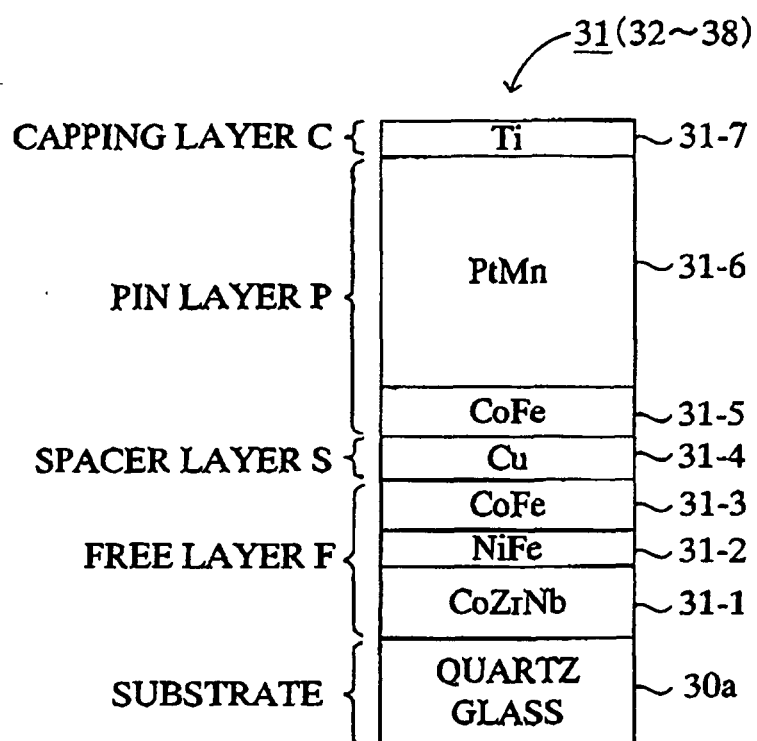 31(32~38)
CAPPING LAYER C Ti 31-7
PIN LAYER P PtMn 31-6
CoFe 31-5
SPACER LAYER S Cu 31-4
CoFe 31-3
FREE LAYER F NiFe 31-2
CoZrNb 31-1
SUBSTRATE QUARTZ GLASS 30a